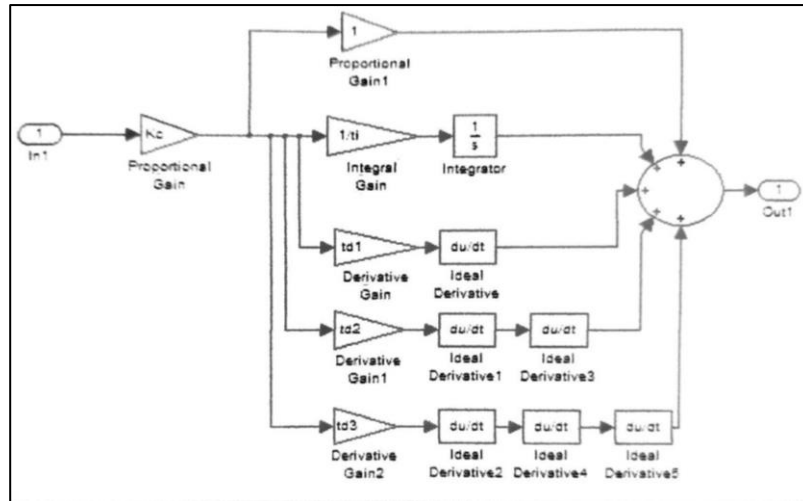 1
Proportional
Gain1
1
In1
Kc
Proportional
Gain
1/ti
Integral
Gain
1
s
Integrator
+
+
+
+
+
1
Out1
td1
Derivative
Gain
du/dt
Ideal
Derivative
td2
Derivative
Gain1
du/dt
Ideal
Derivative1
du/dt
Ideal
Derivative3
td3
Derivative
Gain2
du/dt
Ideal
Derivative2
du/dt
Ideal
Derivative4
du/dt
Ideal
Derivative5